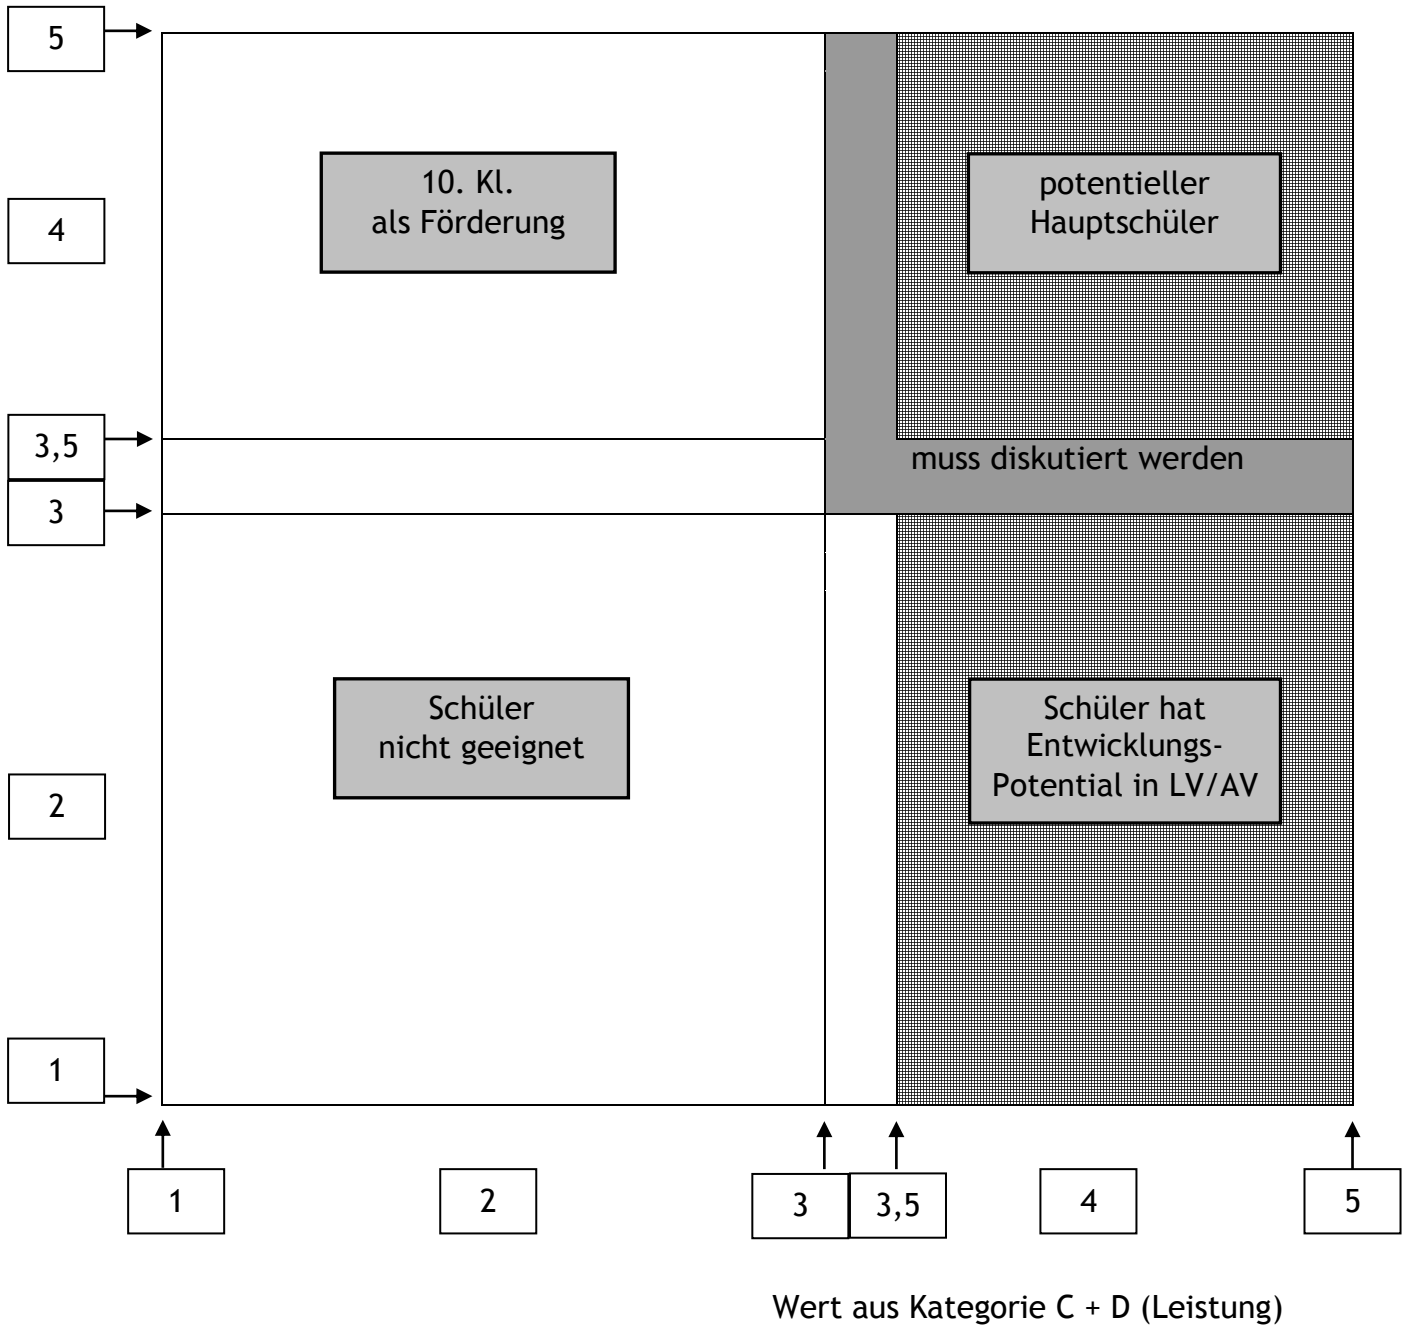 5
10. Kl.
als Förderung
potentieller
Hauptschüler
4
3,5
muss diskutiert werden
3
Schüler
nicht geeignet
Schüler hat
Entwicklungs-
Potential in LV/AV
2
1
1
2
3
3,5
4
5
Wert aus Kategorie C + D (Leistung)